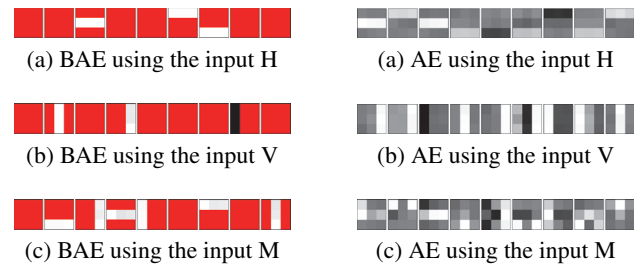 (a) BAE using the input H
(a) AE using the input H
(b) BAE using the input V
(b) AE using the input V
(c) BAE using the input M
(c) AE using the input M